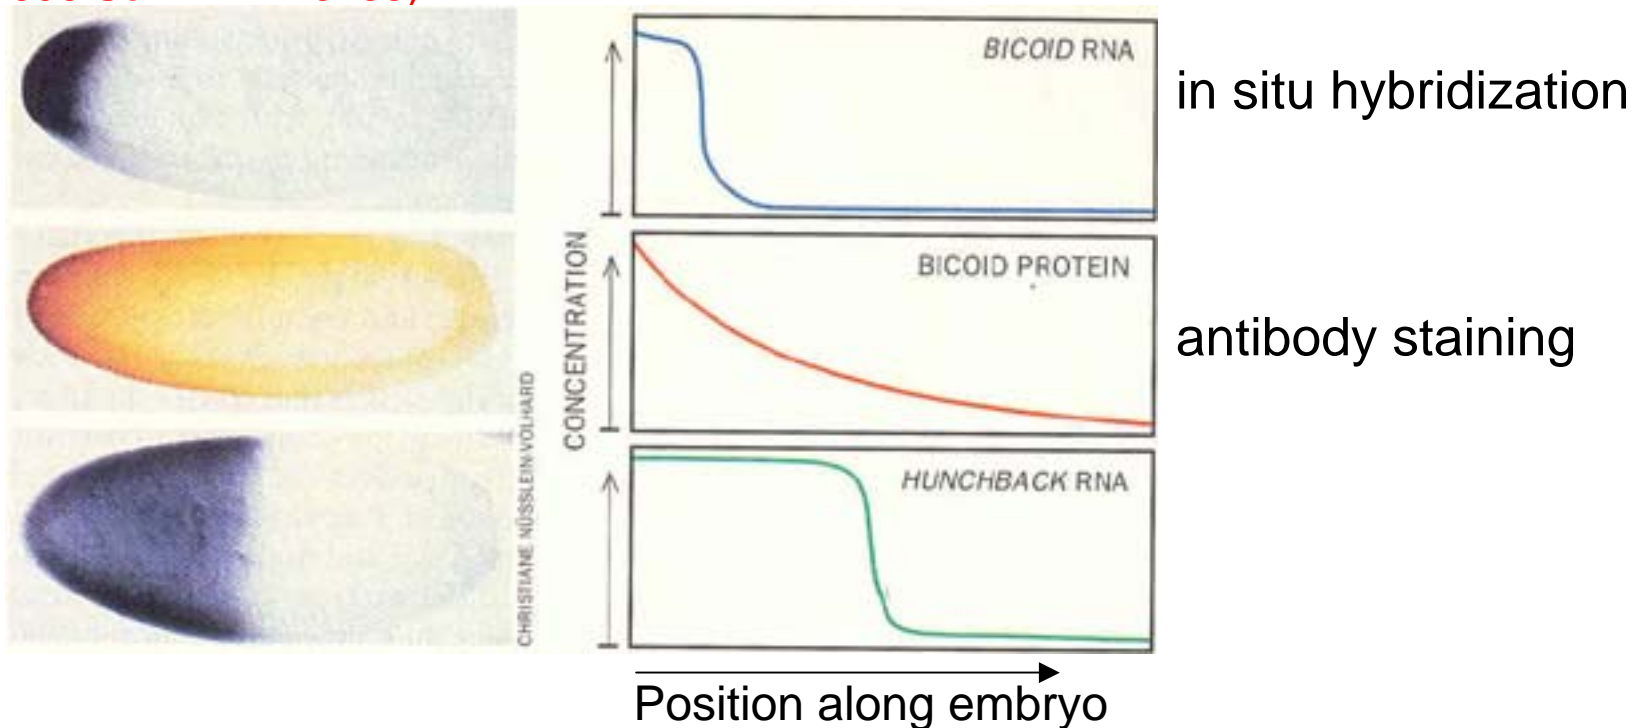 BICOID RNA
in situ hybridization
BICOID PROTEIN
antibody staining
CONCENTRATION
CHRISTIANE NÜSSLEIN-VOLHARD
HUNCHBACK RNA
Position along embryo